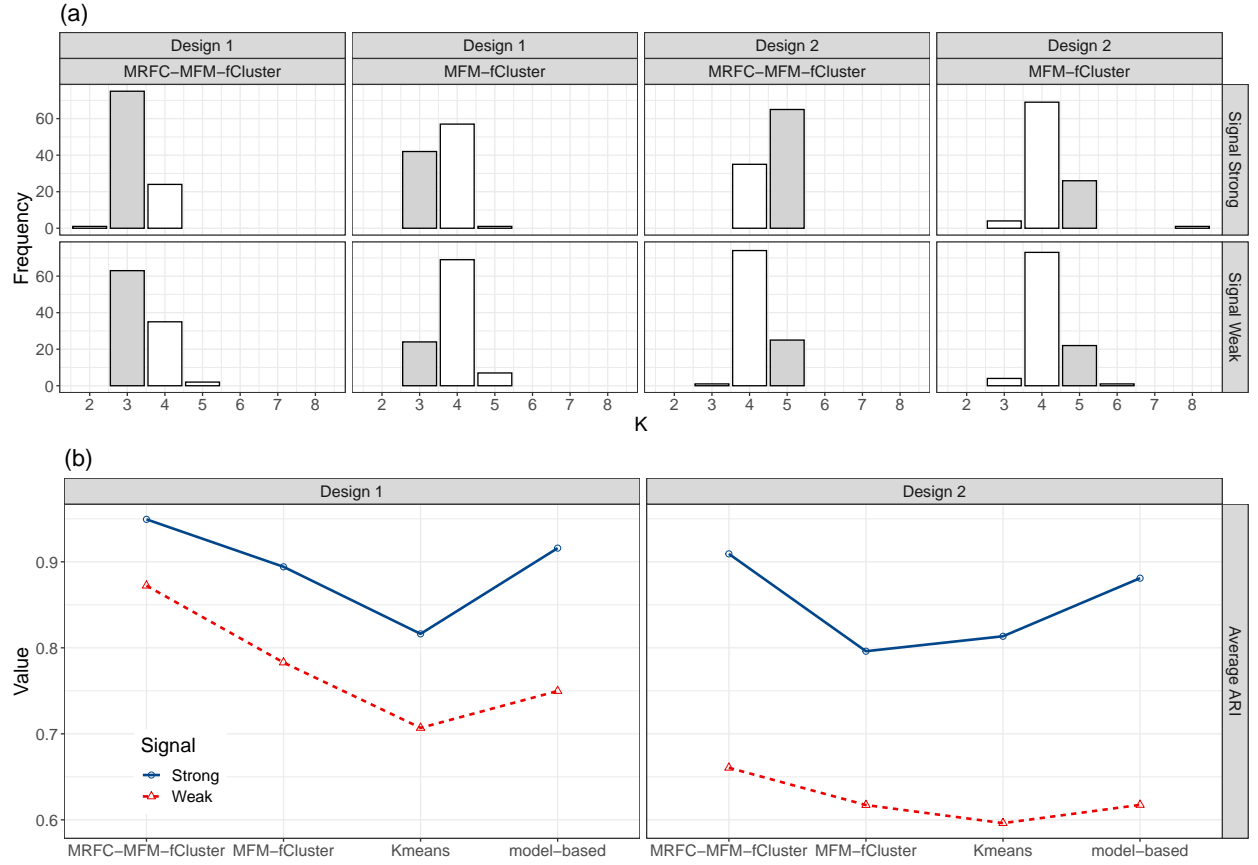 (a)
Design 1
Design 1
Design 2
Design 2
MRFC−MFM−fCluster
MFM−fCluster
MRFC−MFM−fCluster
MFM−fCluster
Frequency
60
40
20
0
Signal Strong
60
40
20
0
Signal Weak
2 3 4 5 6 7 8
2 3 4 5 6 7 8
2 3 4 5 6 7 8
2 3 4 5 6 7 8
K
(b)
Design 1
Design 2
Value
0.9
0.8
0.7
0.6
Average ARI
Signal
Strong
Weak
MRFC−MFM−fCluster MFM−fCluster Kmeans model−based
MRFC−MFM−fCluster MFM−fCluster Kmeans model−based